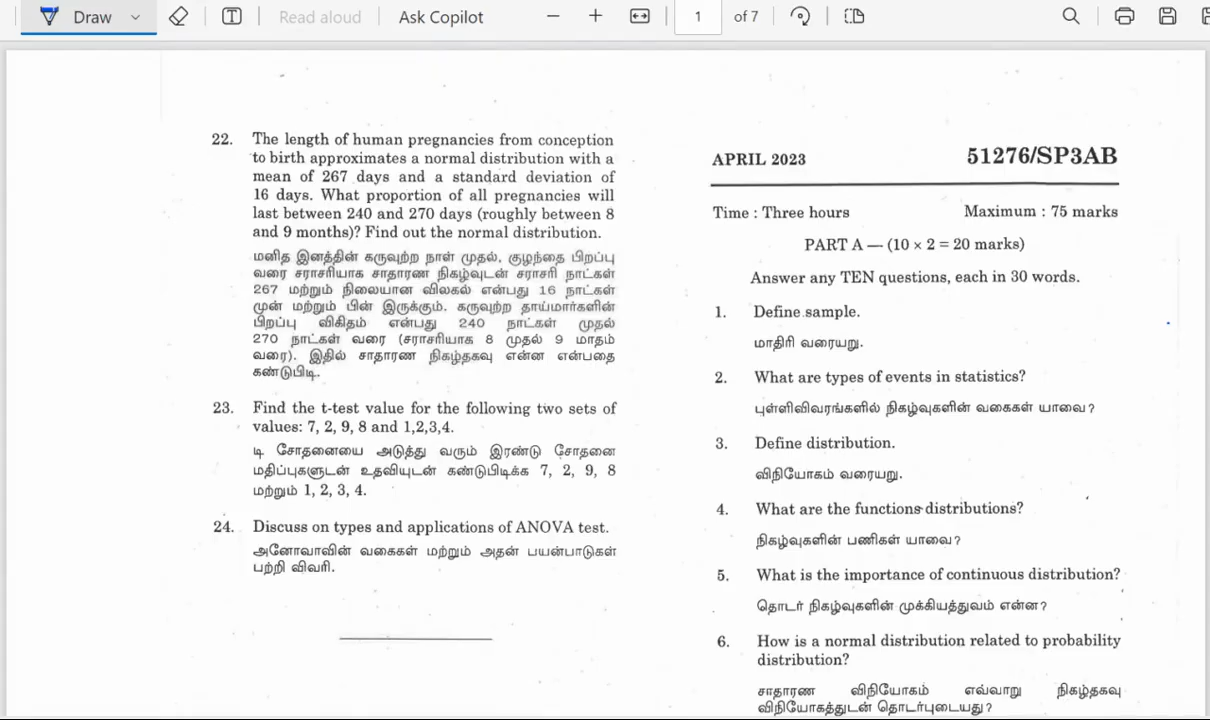 Draw
Read aloud
Ask Copilot
1 of 7
22. The length of human pregnancies from conception
to birth approximates a normal distribution with a
mean of 267 days and a standard deviation of
16 days. What proportion of all pregnancies will
last between 240 and 270 days (roughly between 8
and 9 months)? Find out the normal distribution.
மனித இனத்தின் கருவுற்ற நாள் முதல், குழந்தை பிறப்பு
வரை சராசரியாக சாதாரண நிகழ்வுடன் சராசரி நாட்கள்
267 மற்றும் நிலையான விலகல் என்பது 16 நாட்கள்
முன் மற்றும் பின் இருக்கும். கருவுற்ற தாய்மார்களின்
பிறப்பு விகிதம் என்பது 240 நாட்கள் முதல்
270 நாட்கள் வரை (சராசரியாக 8 முதல் 9 மாதம்
வரை). இதில் சாதாரண நிகழ்தகவு என்ன என்பதை
கண்டுபிடி.
23. Find the t-test value for the following two sets of
values: 7, 2, 9, 8 and 1,2,3,4.
டி சோதனையை அடுத்து வரும் இரண்டு சோதனை
மதிப்புகளுடன் உதவியுடன் கண்டுபிடிக்க 7, 2, 9, 8
மற்றும் 1, 2, 3, 4.
24. Discuss on types and applications of ANOVA test.
அனோவாவின் வகைகள் மற்றும் அதன் பயன்பாடுகள்
பற்றி விவரி.
APRIL 2023 51276/SP3AB
Time : Three hours Maximum : 75 marks
PART A — (10 × 2 = 20 marks)
Answer any TEN questions, each in 30 words.
1. Define sample.
மாதிரி வரையறு.
2. What are types of events in statistics?
புள்ளிவிவரங்களில் நிகழ்வுகளின் வகைகள் யாவை?
3. Define distribution.
விநியோகம் வரையறு.
4. What are the functions distributions?
நிகழ்வுகளின் பணிகள் யாவை?
5. What is the importance of continuous distribution?
தொடர் நிகழ்வுகளின் முக்கியத்துவம் என்ன?
6. How is a normal distribution related to probability
distribution?
சாதாரண விநியோகம் எவ்வாறு நிகழ்தகவு
விநியோகத்துடன் தொடர்புடையது?